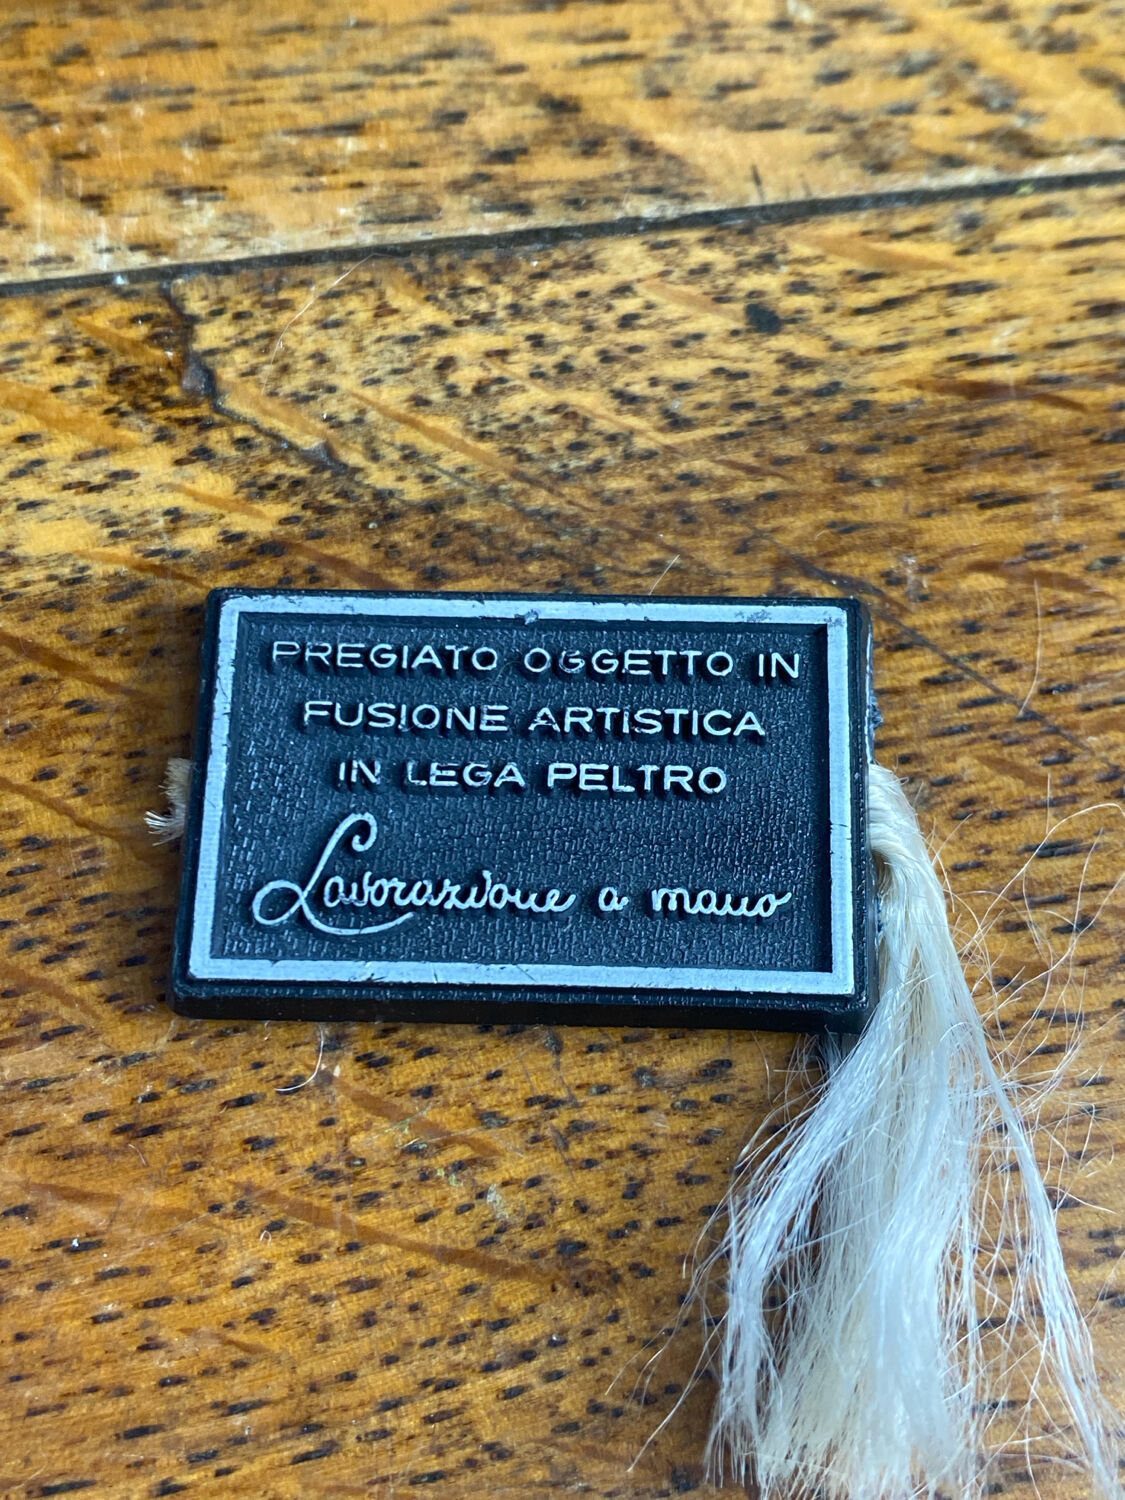 PREGIATO OGGETTO IN
FUSIONE ARTISTICA
IN LEGA PELTRO
Lavorazione a mano